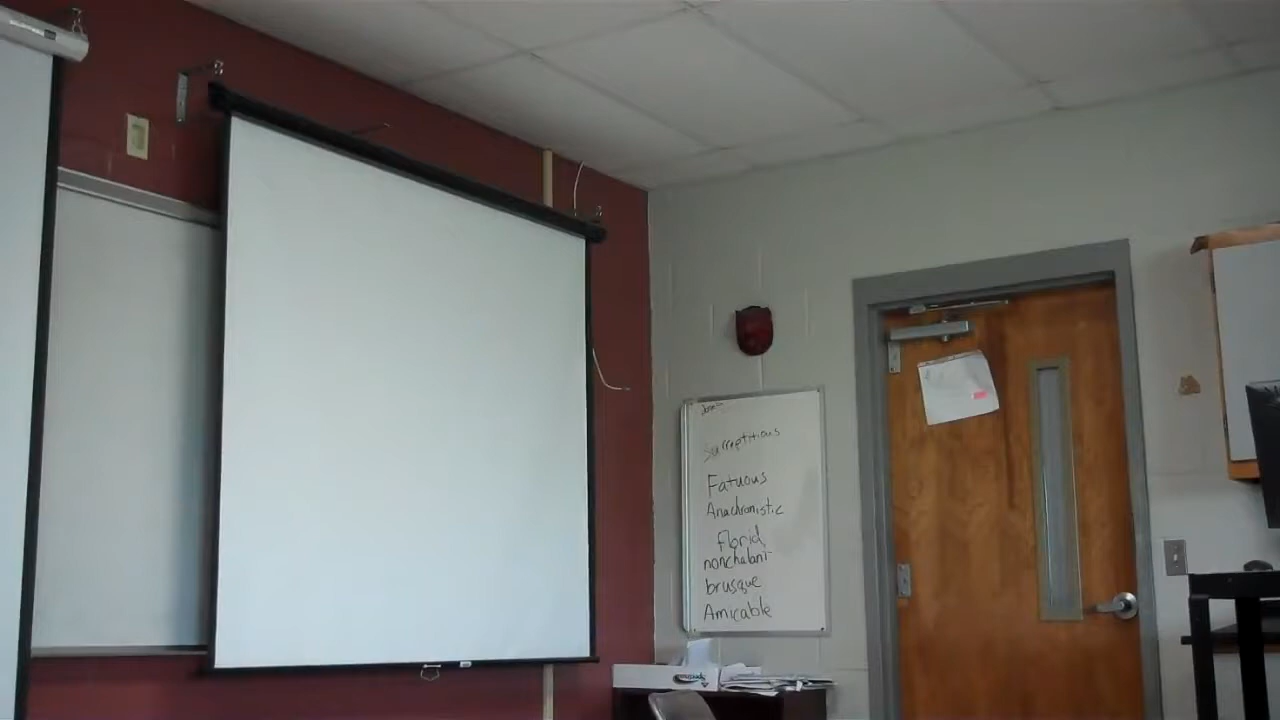 Surreptitious
Fatuous
Anachronistic
florid
nonchalant
brusque
Amicable